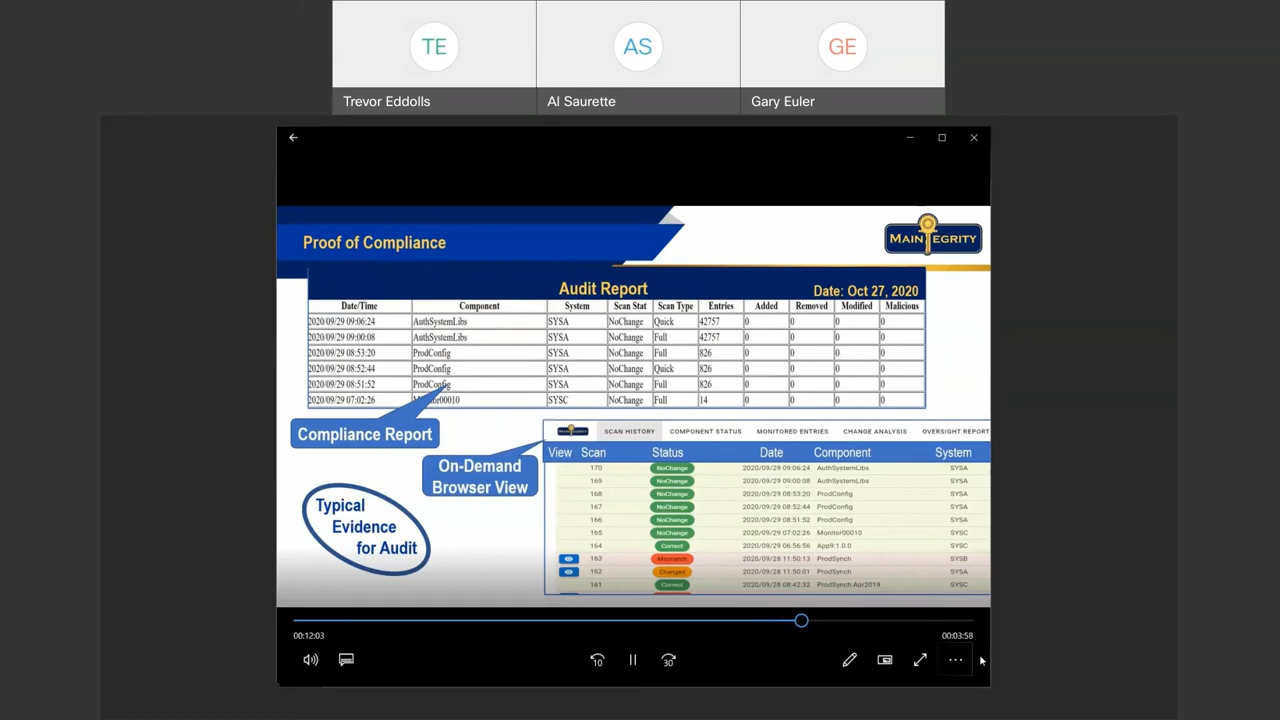 TE AS GE
Trevor Eddolls Al Saurette Gary Euler
Proof of Compliance
MAINTEGRITY
Audit Report Date: Oct 27, 2020
Date/Time Component System Scan Stat Scan Type Entries Added Removed Modified Malicious
2020/09/29 09:06:24 AuthSystemLibs SYSA NoChange Quick 42757 0 0 0 0
2020/09/29 09:00:08 AuthSystemLibs SYSA NoChange Full 42757 0 0 0 0
2020/09/29 08:53:20 ProdConfig SYSA NoChange Full 826 0 0 0 0
2020/09/29 08:52:44 ProdConfig SYSA NoChange Quick 826 0 0 0 0
2020/09/29 08:51:52 ProdConfig SYSA NoChange Full 826 0 0 0 0
2020/09/29 07:02:26 SYSC NoChange Full 14 0 0 0 0
Compliance Report
On-Demand
Browser View
Typical
Evidence
for Audit
MAINTEGRITY SCAN HISTORY COMPONENT STATUS MONITORED ENTRIES CHANGE ANALYSIS OVERSIGHT REPORT
View Scan Status Date Component System
170 NoChange 2020/09/29 09:06:24 AuthSystemLibs SYSA
169 NoChange 2020/09/29 09:00:08 AuthSystemLibs SYSA
168 NoChange 2020/09/29 08:53:20 ProdConfig SYSA
167 NoChange 2020/09/29 08:52:44 ProdConfig SYSA
166 NoChange 2020/09/29 08:51:52 ProdConfig SYSA
165 NoChange 2020/09/29 07:02:26 Monitor00010 SYSC
164 Correct 2020/09/29 06:56:56 App9:1.0.0 SYSC
163 Mismatch 2020/09/28 11:50:13 ProdSynch SYSB
162 Changed 2020/09/28 11:50:01 ProdSynch SYSA
161 Correct 2020/09/28 08:42:32 ProdSynch:Apr2019 SYSC
00:12:03 00:03:58
10 30